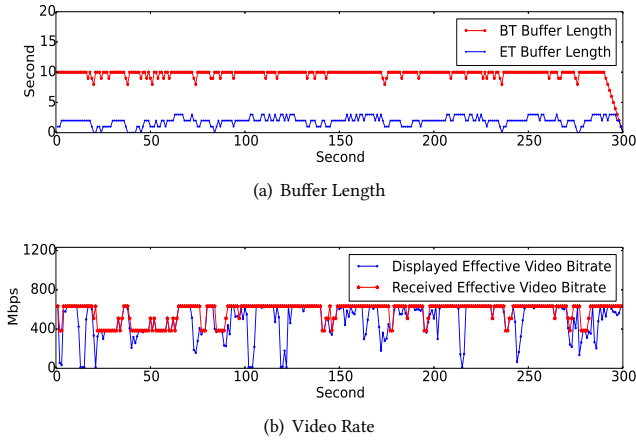 20
15
10
5
0
Second
BT Buffer Length
ET Buffer Length
0 50 100 150 200 250 300
Second
(a) Buffer Length
1200
800
400
0
Mbps
Displayed Effective Video Bitrate
Received Effective Video Bitrate
0 50 100 150 200 250 300
Second
(b) Video Rate